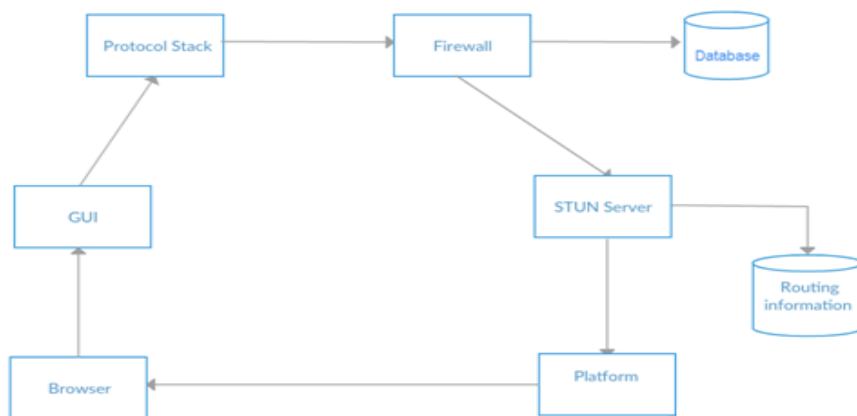 Protocol Stack
Firewall
Database
GUI
STUN Server
Routing
information
Browser
Platform